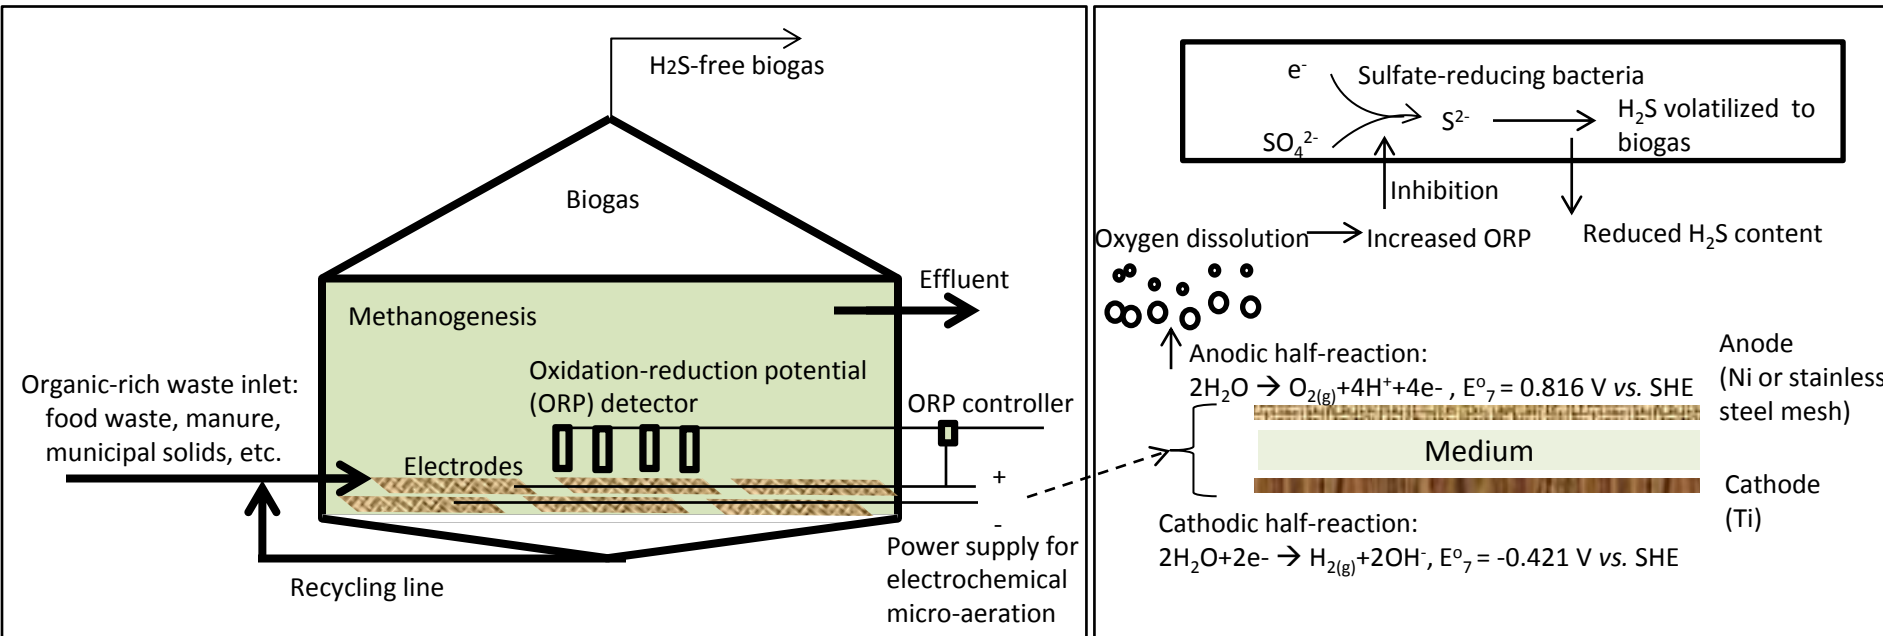 H2S-free biogas
Biogas
Effluent
Methanogenesis
Oxidation-reduction potential
(ORP) detector
Organic-rich waste inlet:
food waste, manure,
municipal solids, etc.
ORP controller
Electrodes
+
-
Power supply for
electrochemical
micro-aeration
Recycling line
e⁻
Sulfate-reducing bacteria
S²⁻
H₂S volatilized to
biogas
SO₄²⁻
Inhibition
Oxygen dissolution
Increased ORP
Reduced H₂S content
Anodic half-reaction:
2H₂O → O₂₍g₎+4H⁺+4e- , Eº₇ = 0.816 V vs. SHE
Anode
(Ni or stainless
steel mesh)
Medium
Cathode
(Ti)
Cathodic half-reaction:
2H₂O+2e- → H₂₍g₎+2OH⁻, Eº₇ = -0.421 V vs. SHE